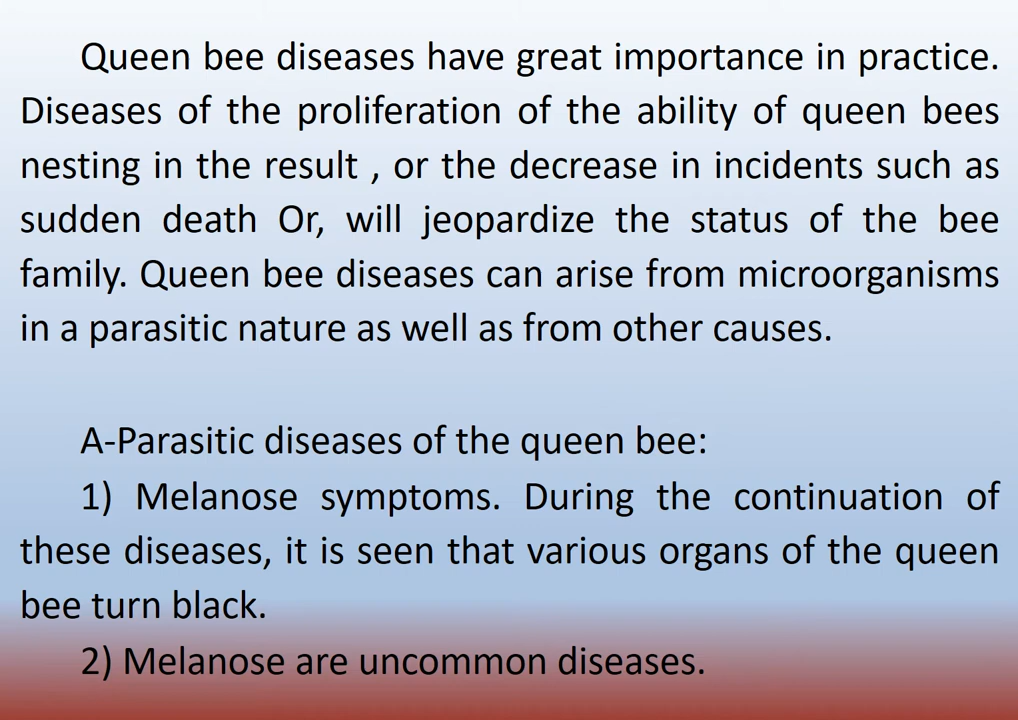 Queen bee diseases have great importance in practice.
Diseases of the proliferation of the ability of queen bees
nesting in the result , or the decrease in incidents such as
sudden death Or, will jeopardize the status of the bee
family. Queen bee diseases can arise from microorganisms
in a parasitic nature as well as from other causes.
A-Parasitic diseases of the queen bee:
1) Melanose symptoms. During the continuation of
these diseases, it is seen that various organs of the queen
bee turn black.
2) Melanose are uncommon diseases.